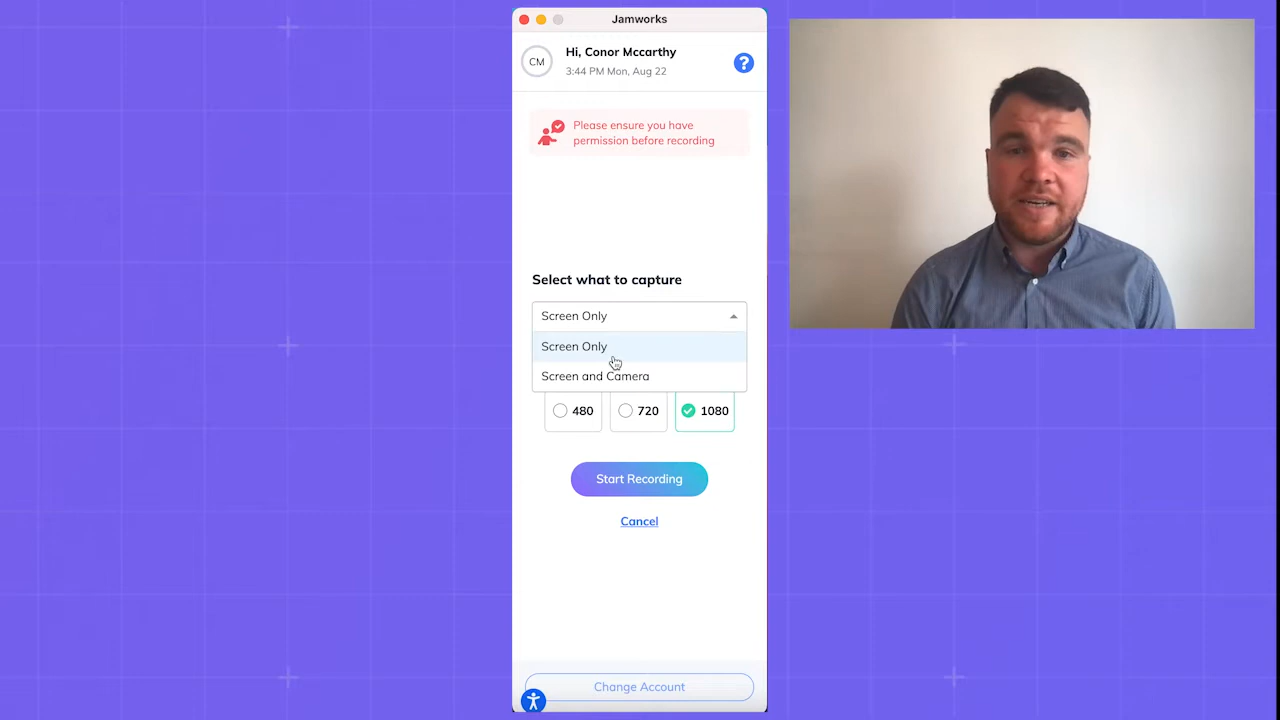 Jamworks
CM
Hi, Conor Mccarthy
3:44 PM Mon, Aug 22
?
Please ensure you have
permission before recording
Select what to capture
Screen Only
Screen Only
Screen and Camera
480 720 1080
Start Recording
Cancel
Change Account